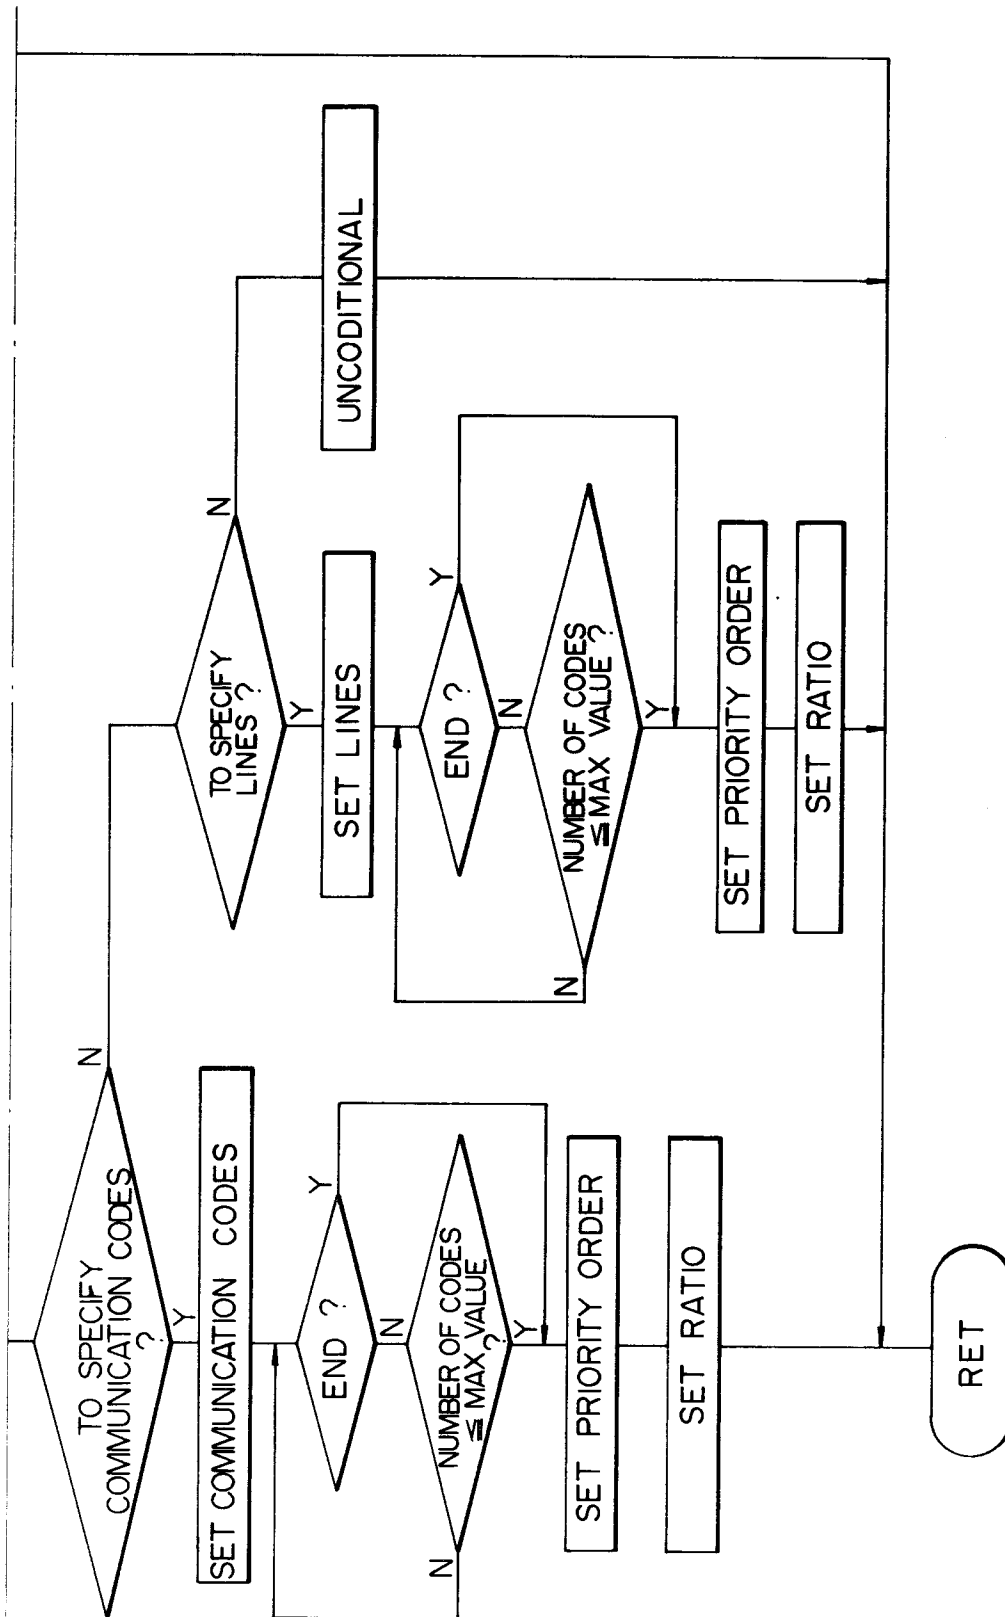 TO SPECIFY
COMMUNICATION CODES
?
N
Y
SET COMMUNICATION CODES
END ?
Y
N
NUMBER OF CODES
≦ MAX VALUE
?
N
Y
SET PRIORITY ORDER
SET RATIO
TO SPECIFY
LINES ?
N
Y
SET LINES
END ?
Y
N
NUMBER OF CODES
≦ MAX VALUE ?
N
Y
SET PRIORITY ORDER
SET RATIO
UNCODITIONAL
RET